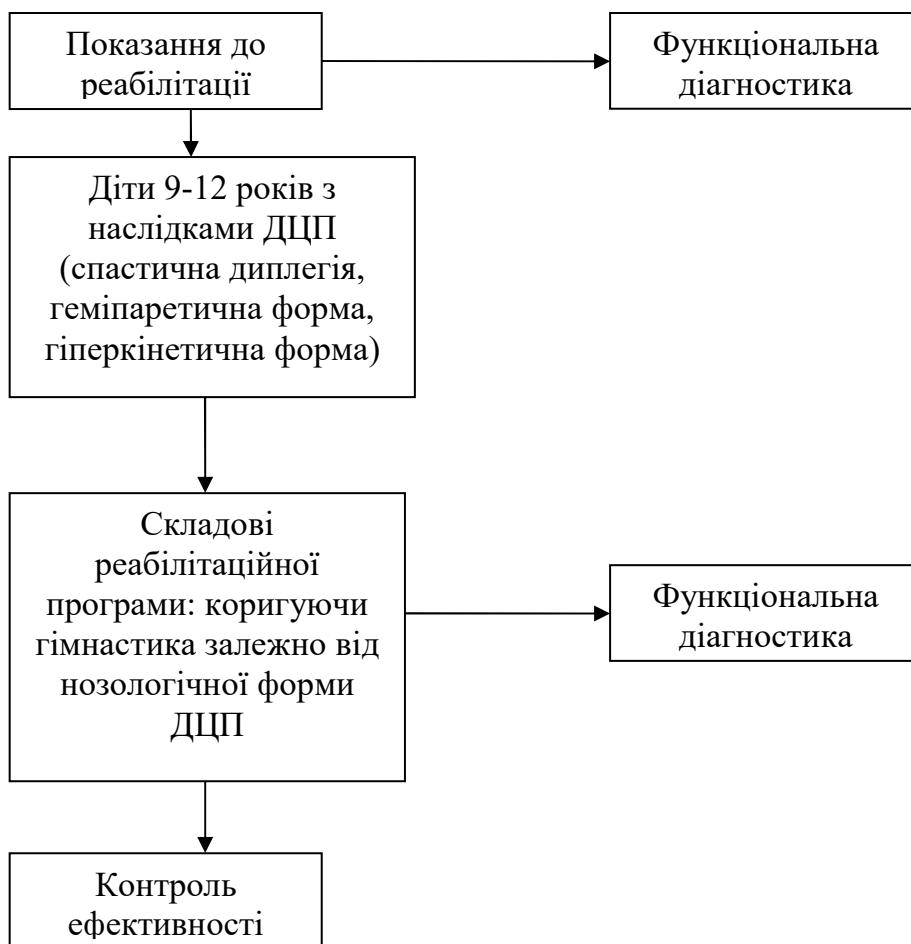 Показання до
реабілітації
Функціональна
діагностика
Діти 9-12 років з
наслідками ДЦП
(спастична диплегія,
геміпаретична форма,
гіперкінетична форма)
Складові
реабілітаційної
програми: коригуючи
гімнастика залежно від
нозологічної форми
ДЦП
Функціональна
діагностика
Контроль
ефективності